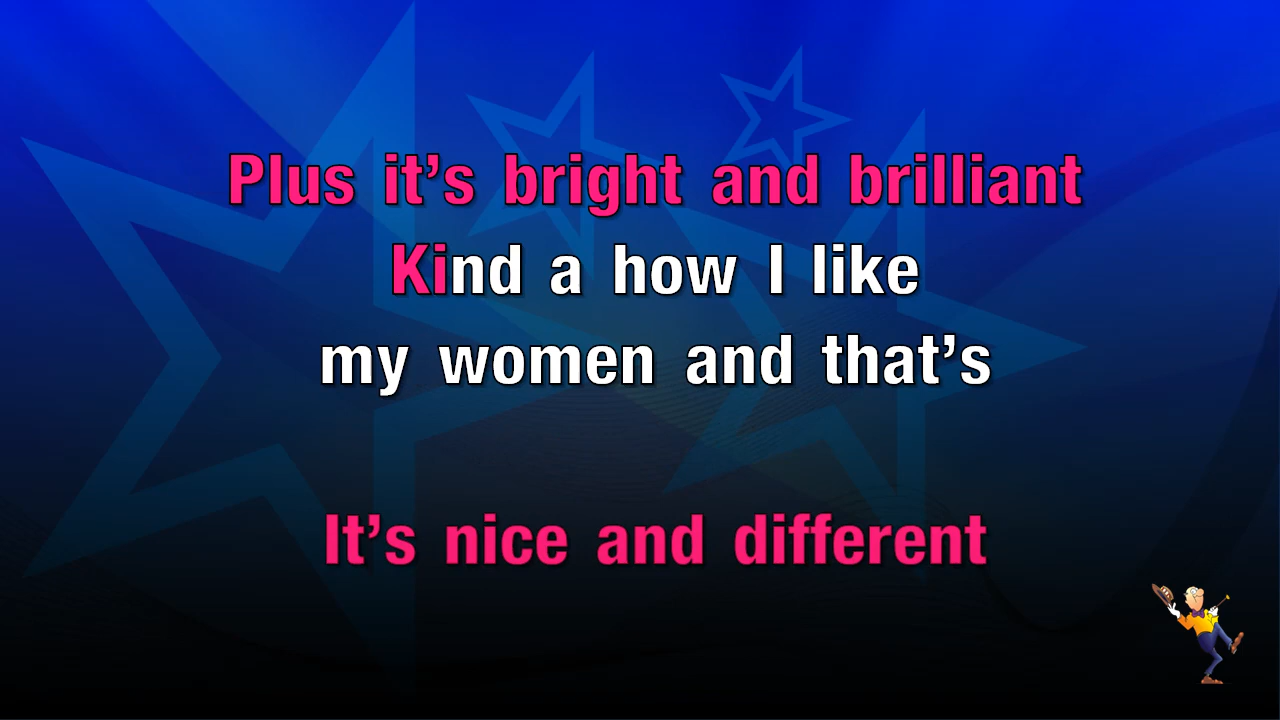 Plus it’s bright and brilliant
Kind a how I like
my women and that’s
It’s nice and different